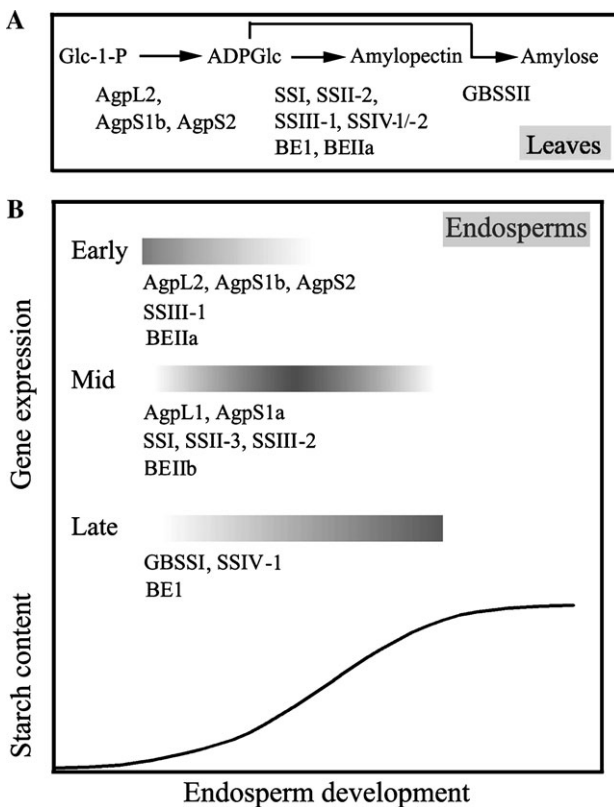 A
Glc-1-P ADPGlc Amylopectin Amylose
AgpL2,
AgpS1b, AgpS2
SSI, SSII-2,
SSIII-1, SSIV-1/-2
BE1, BEIIa
GBSSII
Leaves
B
Endosperms
Gene expression
Early
AgpL2, AgpS1b, AgpS2
SSIII-1
BEIIa
Mid
AgpL1, AgpS1a
SSI, SSII-3, SSIII-2
BEIIb
Late
GBSSI, SSIV-1
BE1
Starch content
Endosperm development